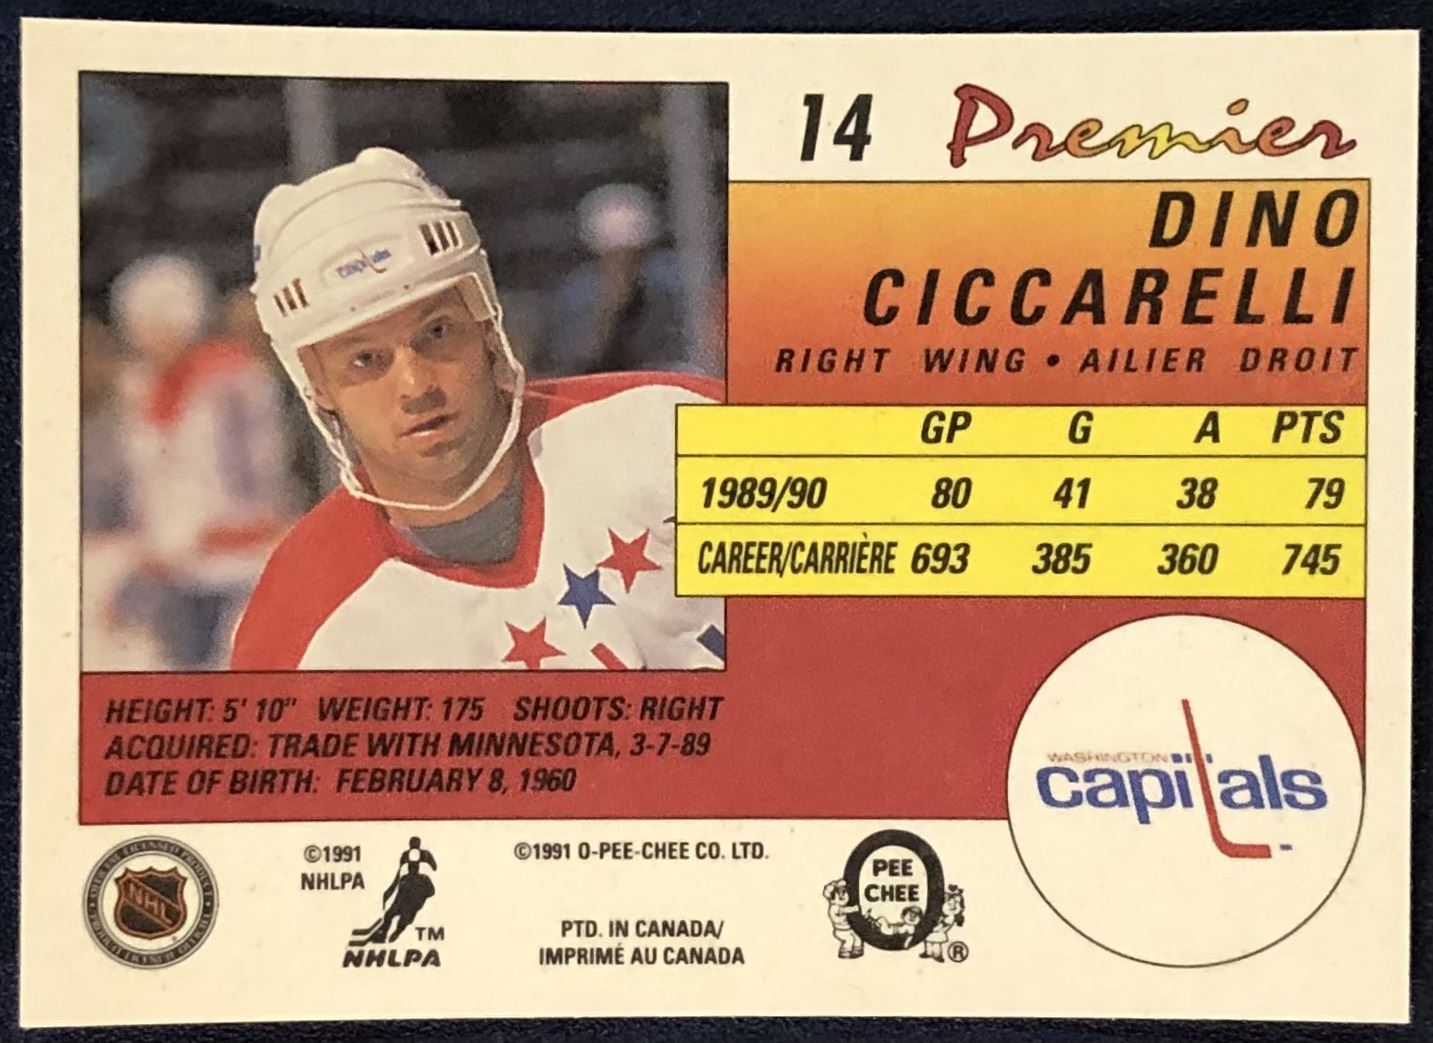 14 Premier
DINO
CICCARELLI
RIGHT WING • AILIER DROIT
GP G A PTS
1989/90 80 41 38 79
CAREER/CARRIÈRE 693 385 360 745
Capitals
HEIGHT: 5' 10" WEIGHT: 175 SHOOTS: RIGHT
ACQUIRED: TRADE WITH MINNESOTA, 3-7-89
DATE OF BIRTH: FEBRUARY 8, 1960
WASHINGTON
capitals
NHL
©1991
NHLPA
TM
NHLPA
©1991 O-PEE-CHEE CO. LTD.
PTD. IN CANADA/
IMPRIMÉ AU CANADA
PEE
CHEE
®